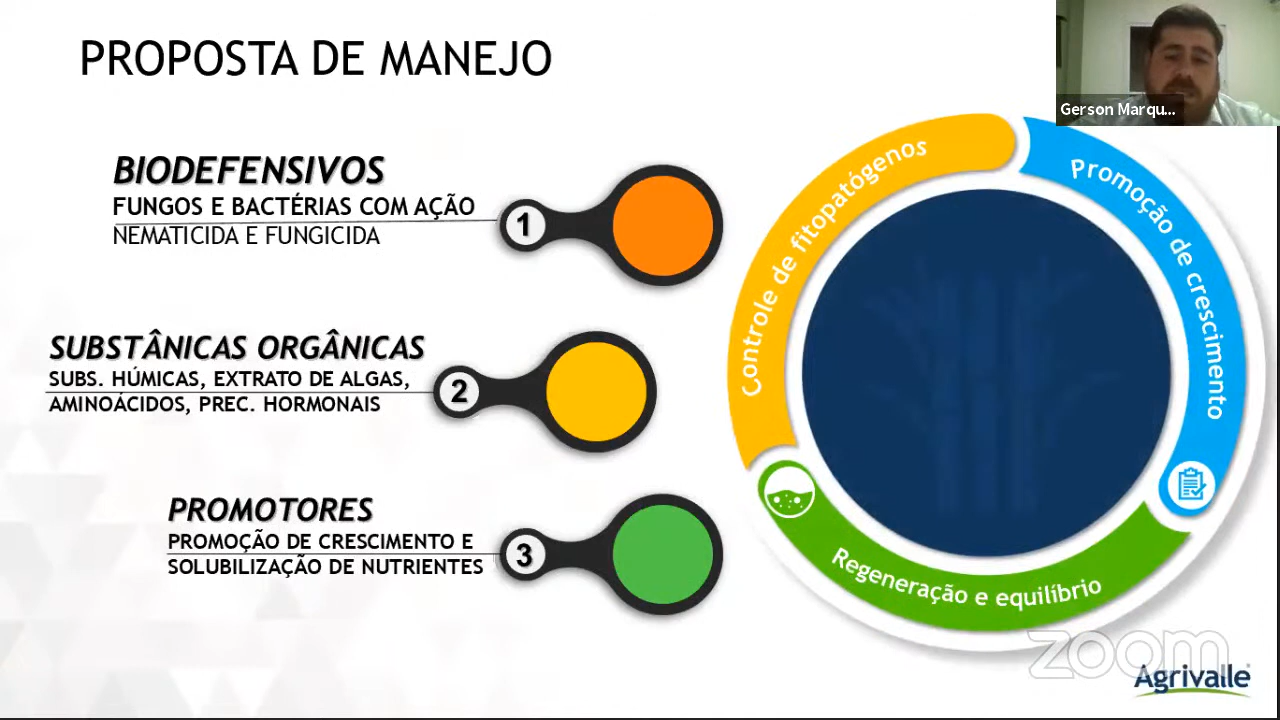 PROPOSTA DE MANEJO
Gerson Marqu...
BIODEFENSIVOS
FUNGOS E BACTÉRIAS COM AÇÃO
NEMATICIDA E FUNGICIDA
1
SUBSTÂNICAS ORGÂNICAS
SUBS. HÚMICAS, EXTRATO DE ALGAS,
AMINOÁCIDOS, PREC. HORMONAIS
2
PROMOTORES
PROMOÇÃO DE CRESCIMENTO E
SOLUBILIZAÇÃO DE NUTRIENTES
3
Controle de fitopatógenos
Promoção de crescimento
Regeneração e equilíbrio
zoom
Agrivalle